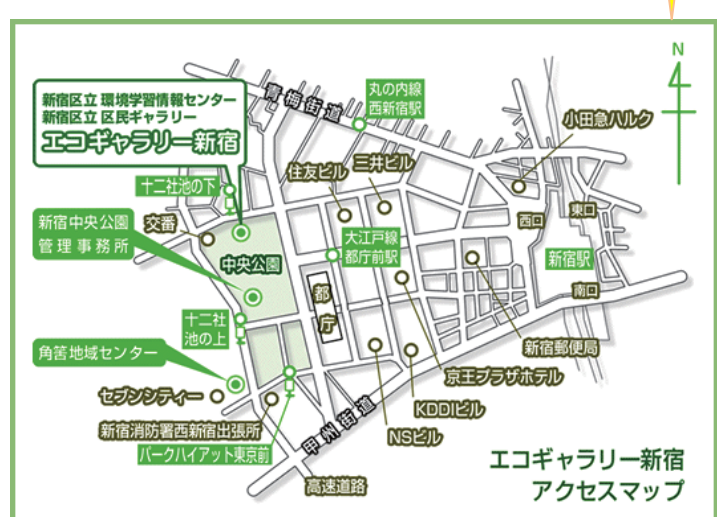 N
丸の内線
西新宿駅
青梅街道
新宿区立 環境学習情報センター
新宿区立 区民ギャラリー
エコギャラリー新宿
小田急ハルク
三井ビル
住友ビル
十二社池の下
新宿中央公園
管理事務所
交番
西口
東口
大江戸線
都庁前駅
新宿駅
中央公園
都庁
南口
十二社
池の上
新宿郵便局
角筈地域センター
京王プラザホテル
セブンシティー
KDDIビル
新宿消防署西新宿出張所
NSビル
パークハイアット東京前
甲州街道
高速道路
エコギャラリー新宿
アクセスマップ